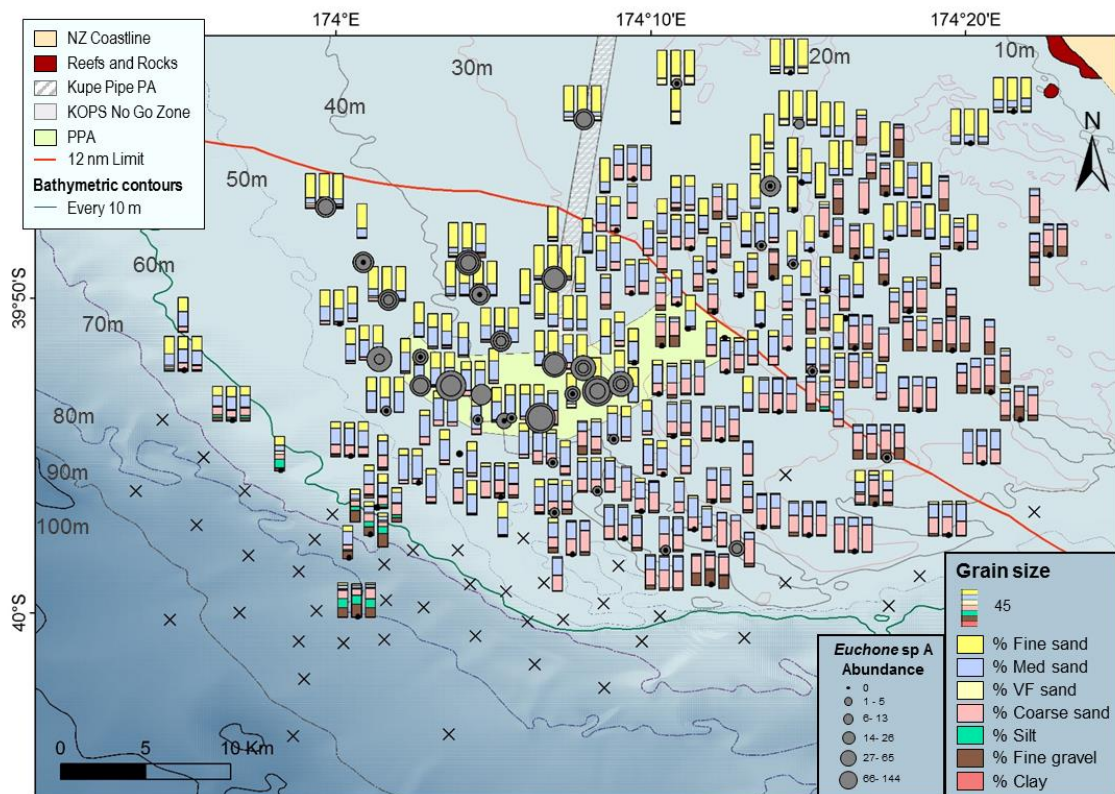 174°E
174°10'E
174°20'E
NZ Coastline
Reefs and Rocks
Kupe Pipe PA
KOPS No Go Zone
PPA
12 nm Limit
Bathymetric contours
Every 10 m
10m
20m
30m
40m
50m
60m
70m
80m
90m
100m
N
39°50'S
40°S
0 5 10 Km
Euchone sp A
Abundance
0
1 - 5
6- 13
14 - 26
27- 65
66- 144
Grain size
45
% Fine sand
% Med sand
% VF sand
% Coarse sand
% Silt
% Fine gravel
% Clay